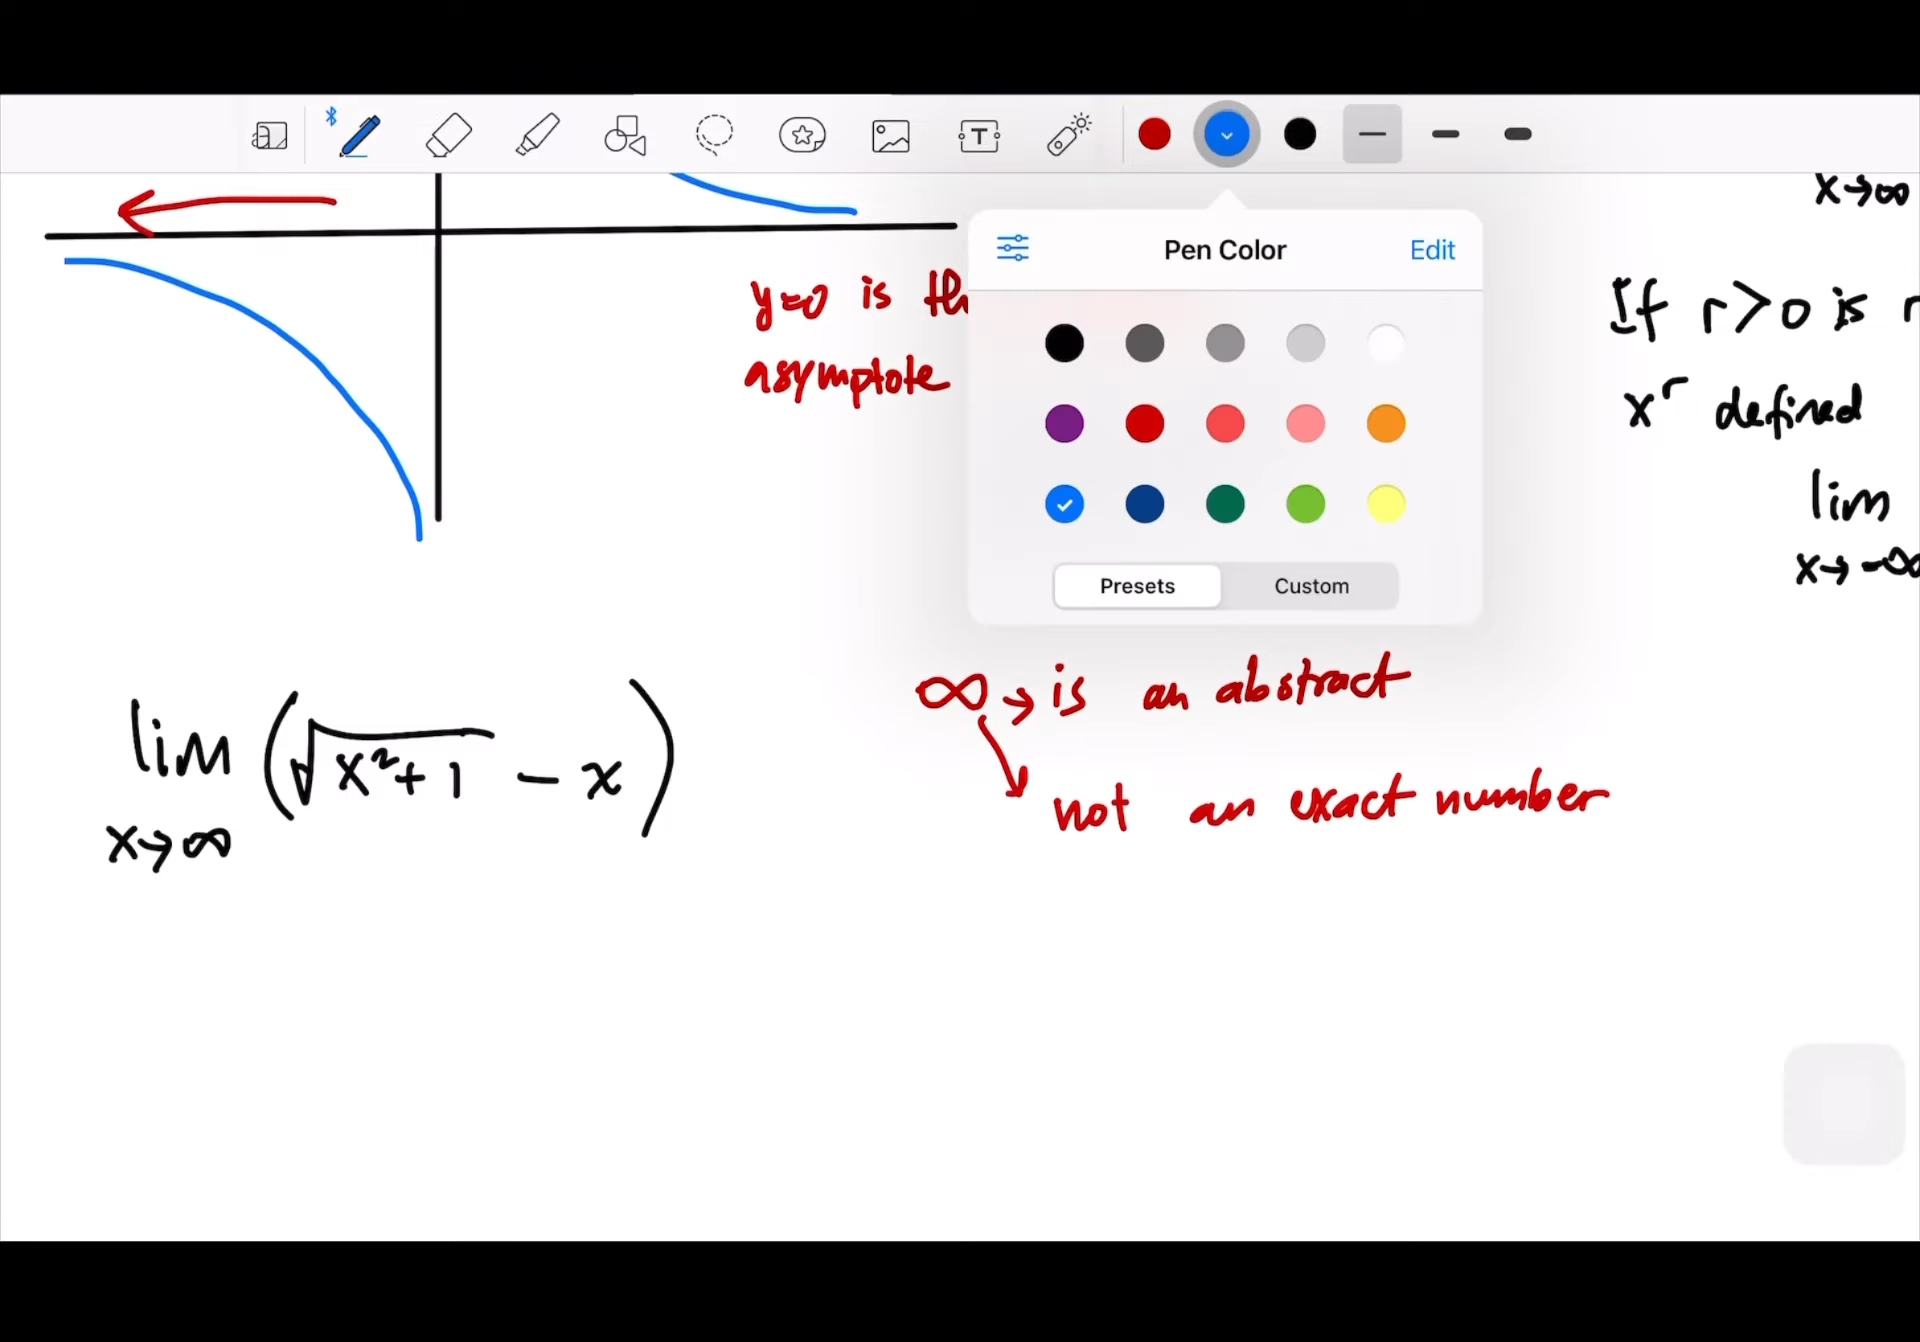 Pen Color
Edit
x→∞
y=0 is
asymptote
If r>0 is
xʳ defined
lim
x→-∞
Presets
Custom
∞ → is an abstract
not an exact number
lim (√(x²+1) - x)
x→∞